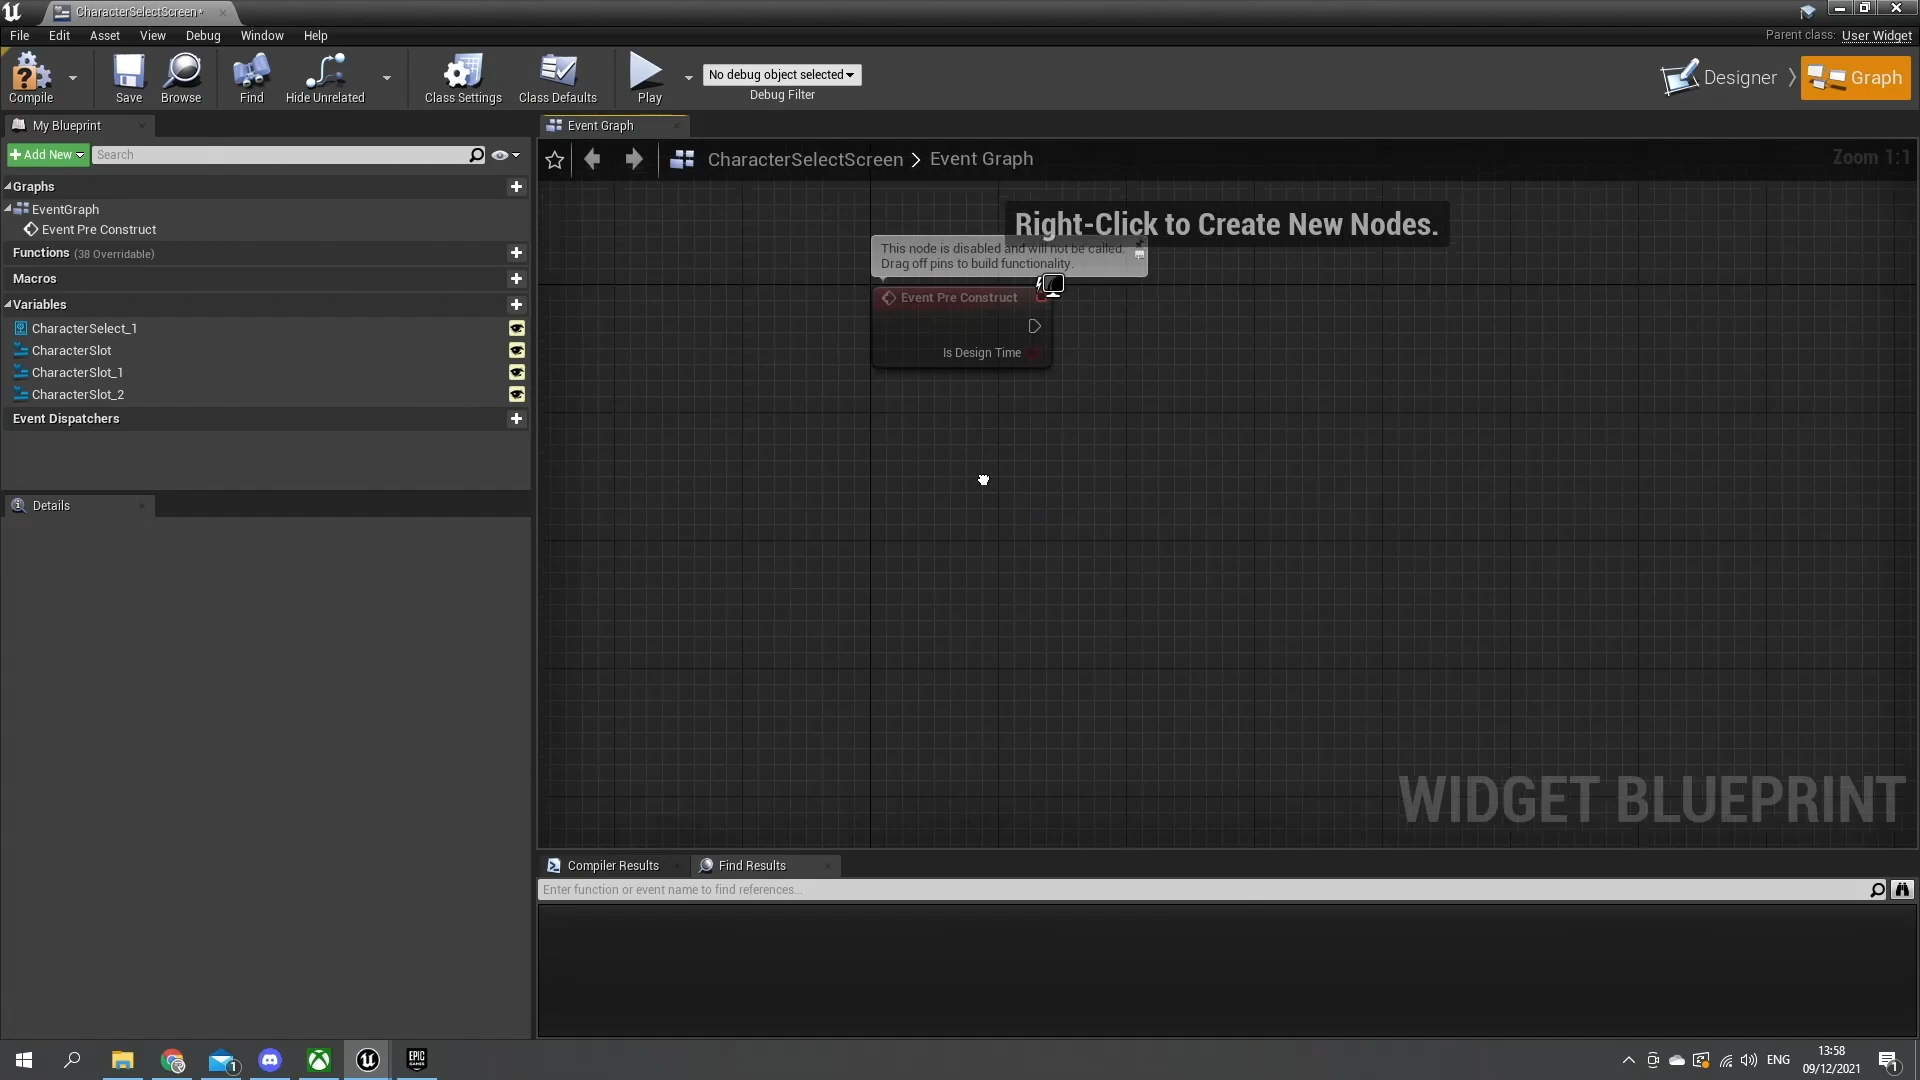 CharacterSelectScreen*
File Edit Asset View Debug Window Help
Parent class: User Widget
Compile Save Browse Find Hide Unrelated Class Settings Class Defaults Play
No debug object selected
Debug Filter
Designer Graph
My Blueprint
Event Graph
Add New Search
CharacterSelectScreen > Event Graph
Zoom 1:1
Graphs
EventGraph
Event Pre Construct
Functions (38 Overridable)
Macros
Variables
CharacterSelect_1
CharacterSlot
CharacterSlot_1
CharacterSlot_2
Event Dispatchers
Details
Right-Click to Create New Nodes.
This node is disabled and will not be called.
Drag off pins to build functionality.
Event Pre Construct
Is Design Time
WIDGET BLUEPRINT
Compiler Results Find Results
Enter function or event name to find references...
1
EPIC
GAMES
ENG
13:58
09/12/2021
1